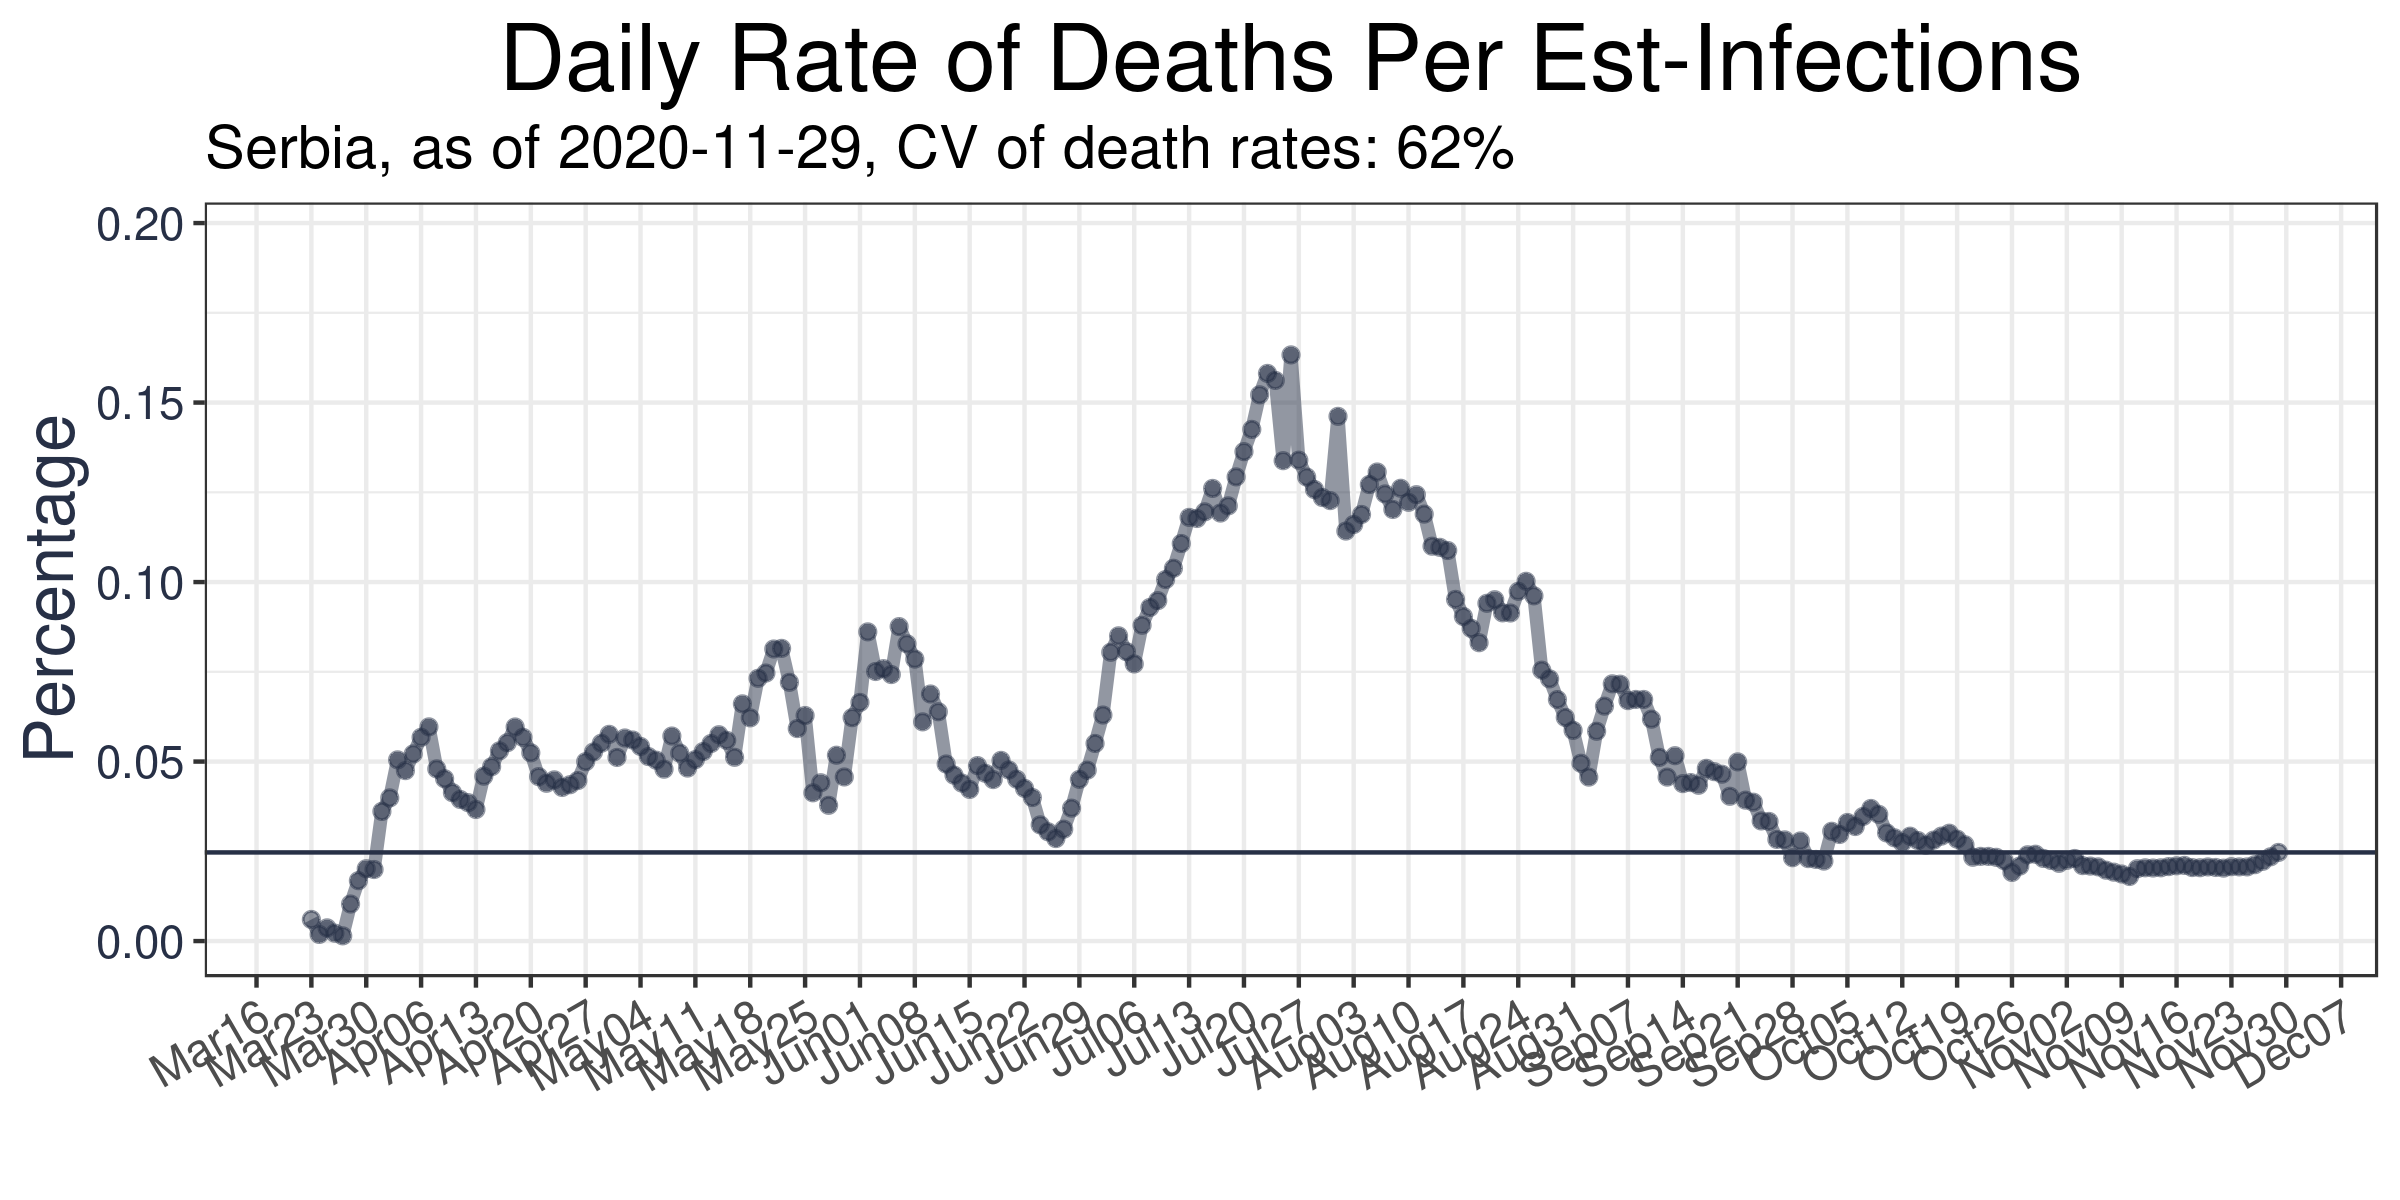 Daily Rate of Deaths Per Est-Infections
Serbia, as of 2020-11-29, CV of death rates: 62%
Percentage
0.20
0.15
0.10
0.05
0.00
Mar16
Mar23
Mar30
Apr06
Apr13
Apr20
Apr27
May04
May11
May18
May25
Jun01
Jun08
Jun15
Jun22
Jun29
Jul06
Jul13
Jul20
Jul27
Aug03
Aug10
Aug17
Aug24
Aug31
Sep07
Sep14
Sep21
Sep28
Oct05
Oct12
Oct19
Oct26
Nov02
Nov09
Nov16
Nov23
Nov30
Dec07